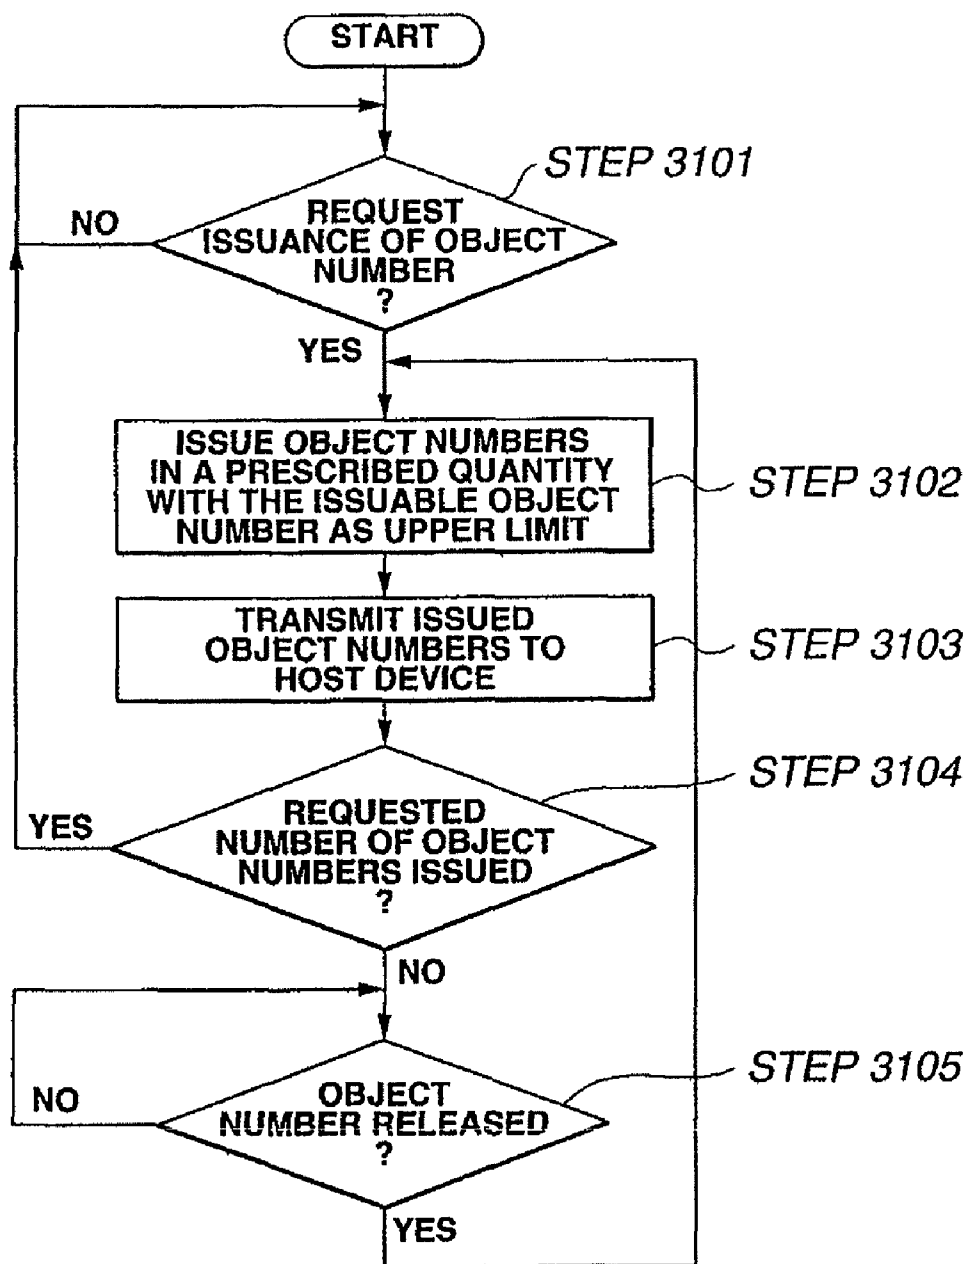 START
STEP 3101
NO
REQUEST
ISSUANCE OF OBJECT
NUMBER
?
YES
ISSUE OBJECT NUMBERS
IN A PRESCRIBED QUANTITY
WITH THE ISSUABLE OBJECT
NUMBER AS UPPER LIMIT
STEP 3102
TRANSMIT ISSUED
OBJECT NUMBERS TO
HOST DEVICE
STEP 3103
STEP 3104
YES
REQUESTED
NUMBER OF OBJECT
NUMBERS ISSUED
?
NO
STEP 3105
NO
OBJECT
NUMBER RELEASED
?
YES